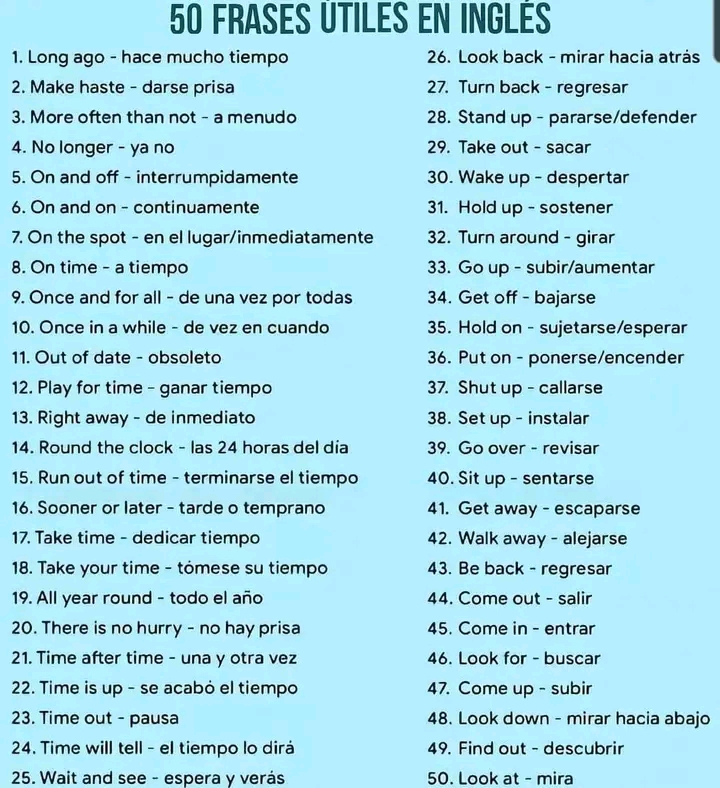 50 FRASES ÚTILES EN INGLÉS
1. Long ago - hace mucho tiempo
2. Make haste - darse prisa
3. More often than not - a menudo
4. No longer - ya no
5. On and off - interrumpidamente
6. On and on - continuamente
7. On the spot - en el lugar/inmediatamente
8. On time - a tiempo
9. Once and for all - de una vez por todas
10. Once in a while - de vez en cuando
11. Out of date - obsoleto
12. Play for time - ganar tiempo
13. Right away - de inmediato
14. Round the clock - las 24 horas del día
15. Run out of time - terminarse el tiempo
16. Sooner or later - tarde o temprano
17. Take time - dedicar tiempo
18. Take your time - tómese su tiempo
19. All year round - todo el año
20. There is no hurry - no hay prisa
21. Time after time - una y otra vez
22. Time is up - se acabó el tiempo
23. Time out - pausa
24. Time will tell - el tiempo lo dirá
25. Wait and see - espera y verás
26. Look back - mirar hacia atrás
27. Turn back - regresar
28. Stand up - pararse/defender
29. Take out - sacar
30. Wake up - despertar
31. Hold up - sostener
32. Turn around - girar
33. Go up - subir/aumentar
34. Get off - bajarse
35. Hold on - sujetarse/esperar
36. Put on - ponerse/encender
37. Shut up - callarse
38. Set up - instalar
39. Go over - revisar
40. Sit up - sentarse
41. Get away - escaparse
42. Walk away - alejarse
43. Be back - regresar
44. Come out - salir
45. Come in - entrar
46. Look for - buscar
47. Come up - subir
48. Look down - mirar hacia abajo
49. Find out - descubrir
50. Look at - mira